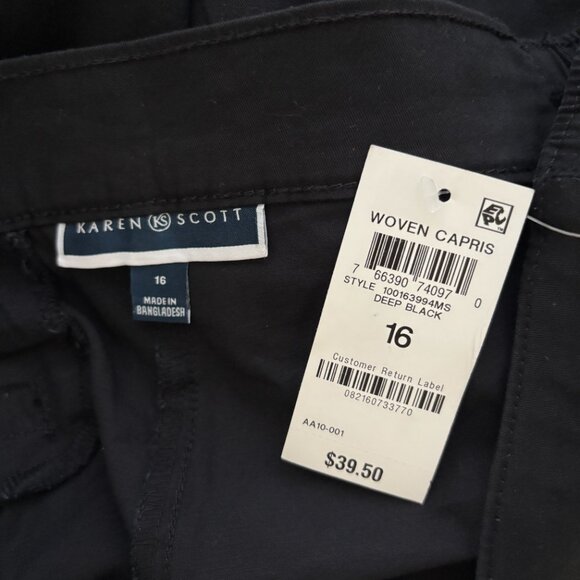 KAREN KS SCOTT
16
MADE IN
BANGLADESH
WOVEN CAPRIS
7 66390 74097 0
STYLE 100163994MS
DEEP BLACK
16
Customer Return Label
082160733770
AA10-001
$39.50